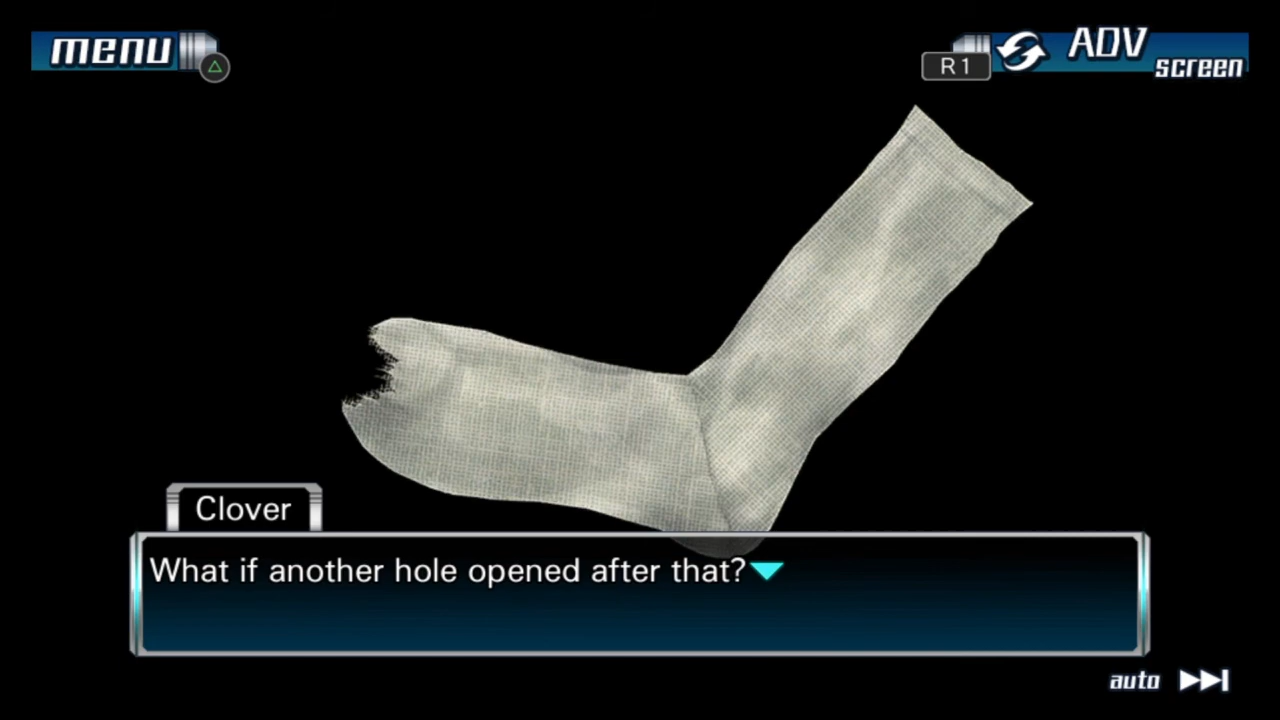 menu
R1
ADV
screen
Clover
What if another hole opened after that?
auto